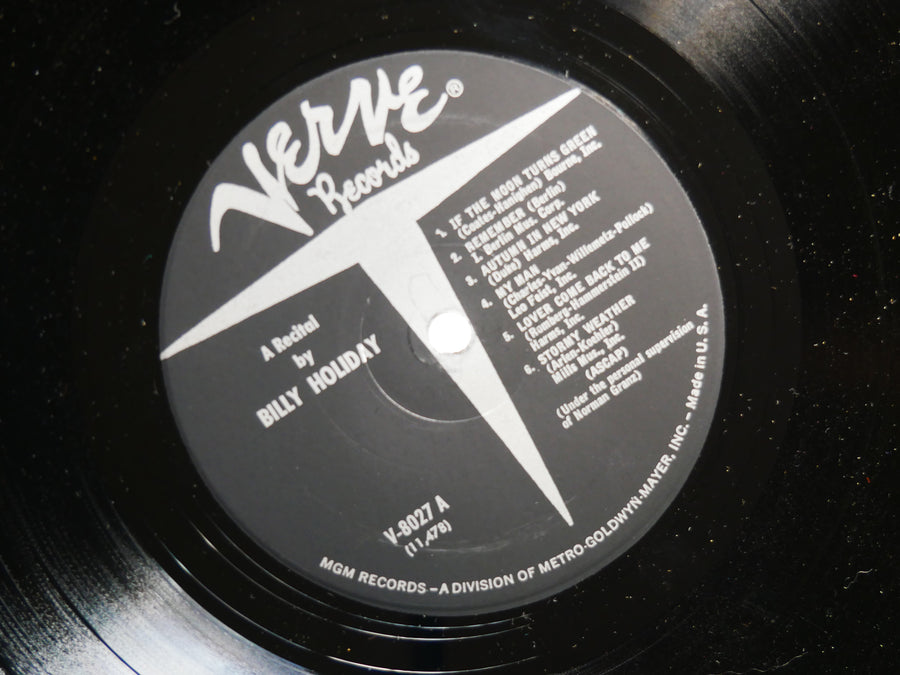 VERVE®
Records
1. IF THE MOON TURNS GREEN
(Coates-Hanighen) Bourne, Inc.
2. REMEMBER (Berlin)
I. Berlin Mus. Corp.
3. AUTUMN IN NEW YORK
(Duke) Harms, Inc.
4. MY MAN
(Charles-Yvan-Willemetz-Pollock)
Leo Feist, Inc.
5. LOVER COME BACK TO ME
(Romberg-Hammerstein II)
Harms, Inc.
6. STORMY WEATHER
(Arlen-Koehler)
Mills Mus., Inc.
(ASCAP)
(Under the personal supervision
of Norman Granz)
A Recital
by
BILLY HOLIDAY
V-8027 A
(11,478)
MGM RECORDS – A DIVISION OF METRO-GOLDWYN-MAYER, INC. – Made in U. S. A.